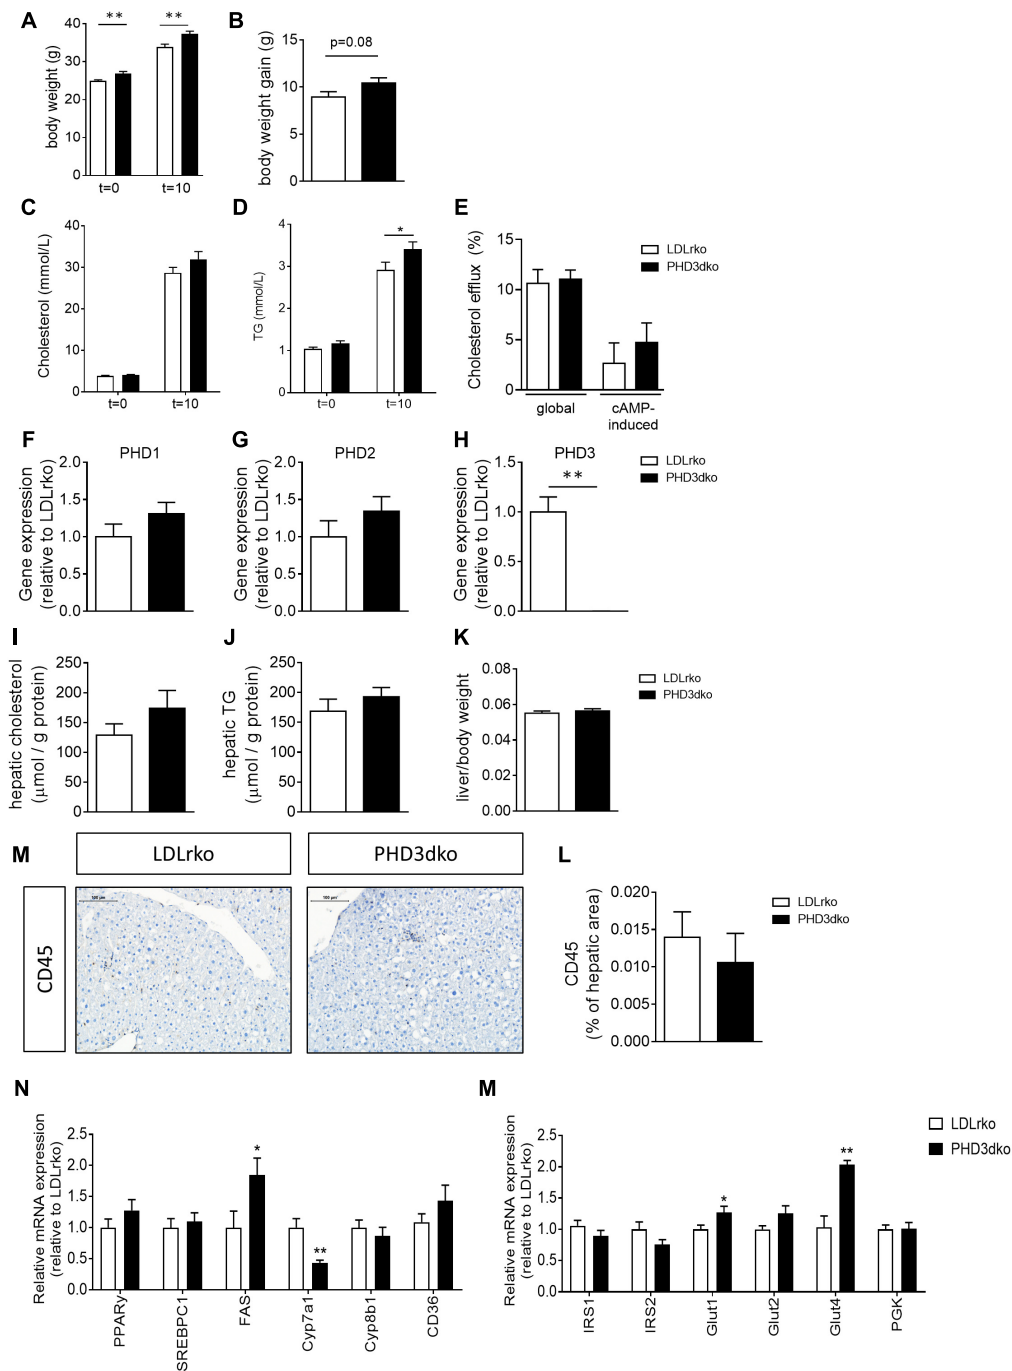 A
body weight (g)
40
30
20
10
0
**
**
t=0
t=10
B
body weight gain (g)
15
10
5
0
p=0.08
C
Cholesterol (mmol/L)
40
30
20
10
0
t=0
t=10
D
TG (mmol/L)
4
3
2
1
0
*
t=0
t=10
E
Cholesterol efflux (%)
15
10
5
0
global
cAMP-
induced
LDLrko
PHD3dko
F
PHD1
Gene expression
(relative to LDLrko)
2.0
1.5
1.0
0.5
0.0
G
PHD2
Gene expression
(relative to LDLrko)
2.0
1.5
1.0
0.5
0.0
H
PHD3
Gene expression
(relative to LDLrko)
1.5
1.0
0.5
0.0
**
LDLrko
PHD3dko
I
hepatic cholesterol
(μmol / g protein)
250
200
150
100
50
0
J
hepatic TG
(μmol / g protein)
250
200
150
100
50
0
K
liver/body weight
0.08
0.06
0.04
0.02
0.00
LDLrko
PHD3dko
M
LDLrko
PHD3dko
CD45
100 μm
100 μm
L
CD45
(% of hepatic area)
0.020
0.015
0.010
0.005
0.000
LDLrko
PHD3dko
N
Relative mRNA expression
(relative to LDLrko)
2.5
2.0
1.5
1.0
0.5
0.0
*
**
PPARγ
SREBPC1
FAS
Cyp7a1
Cyp8b1
CD36
M
Relative mRNA expression
(relative to LDLrko)
2.5
2.0
1.5
1.0
0.5
0.0
*
**
IRS1
IRS2
Glut1
Glut2
Glut4
PGK
LDLrko
PHD3dko